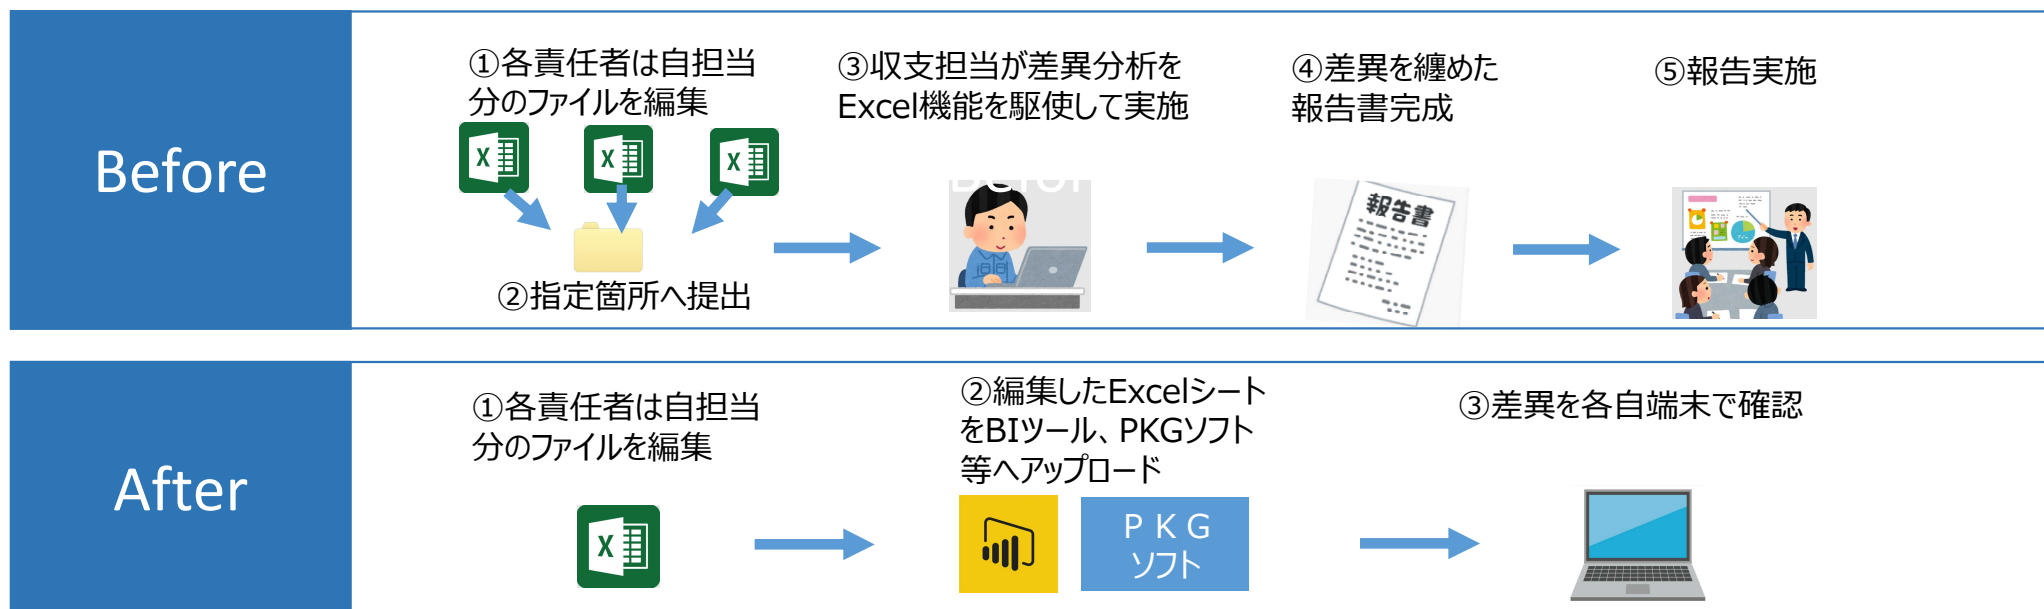 Before
①各責任者は自担当
分のファイルを編集
②指定箇所へ提出
③収支担当が差異分析を
Excel機能を駆使して実施
Befor
④差異を纏めた
報告書完成
報告書
⑤報告実施
After
①各責任者は自担当
分のファイルを編集
②編集したExcelシート
をBIツール、PKGソフト
等へアップロード
ＰＫＧ
ソフト
③差異を各自端末で確認